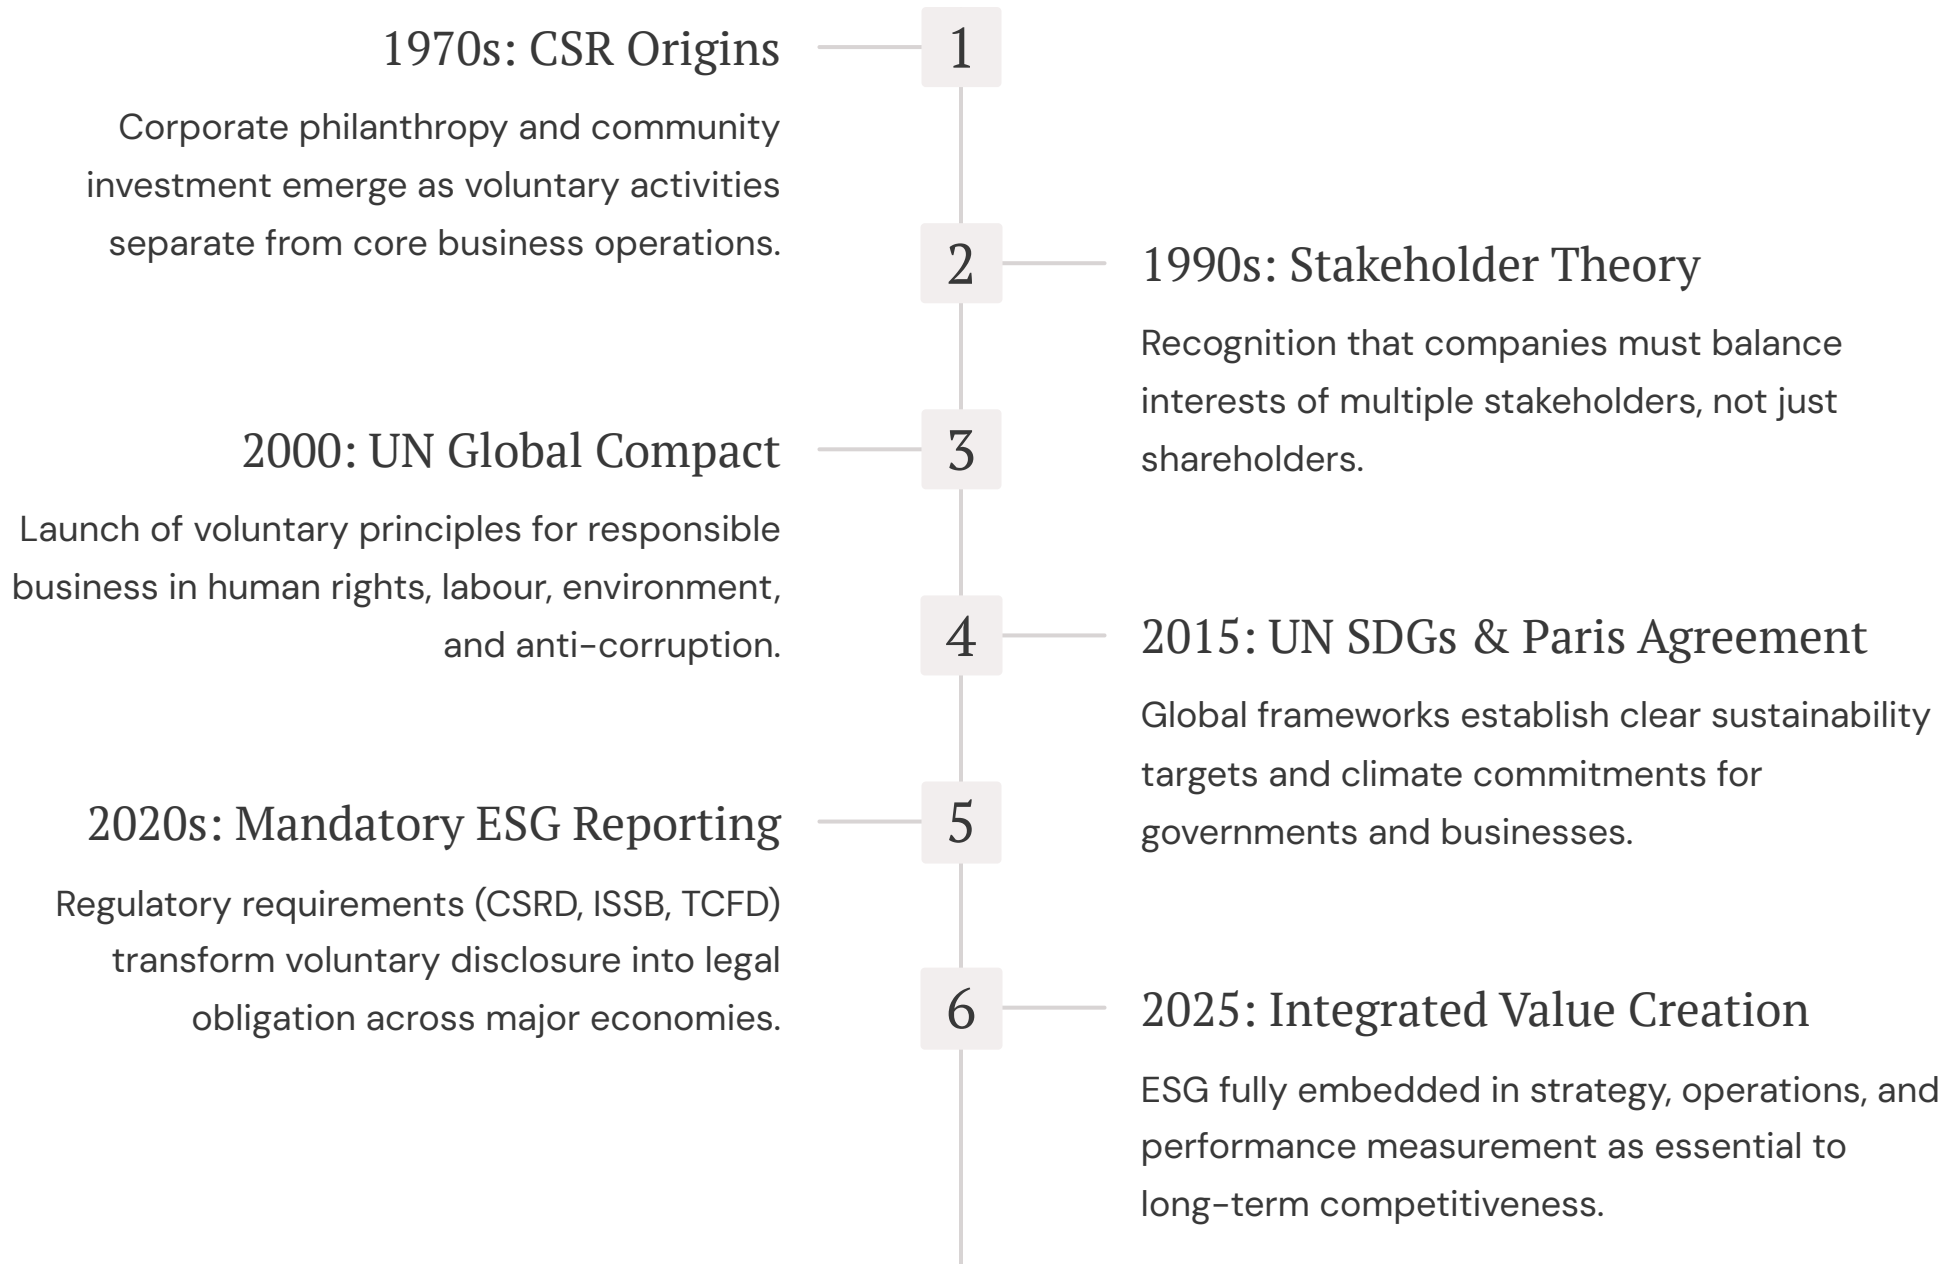 1970s: CSR Origins
1
Corporate philanthropy and community
investment emerge as voluntary activities
separate from core business operations.
2
1990s: Stakeholder Theory
Recognition that companies must balance
interests of multiple stakeholders, not just
shareholders.
2000: UN Global Compact
3
Launch of voluntary principles for responsible
business in human rights, labour, environment,
and anti-corruption.
4
2015: UN SDGs & Paris Agreement
Global frameworks establish clear sustainability
targets and climate commitments for
governments and businesses.
2020s: Mandatory ESG Reporting
5
Regulatory requirements (CSRD, ISSB, TCFD)
transform voluntary disclosure into legal
obligation across major economies.
6
2025: Integrated Value Creation
ESG fully embedded in strategy, operations, and
performance measurement as essential to
long-term competitiveness.